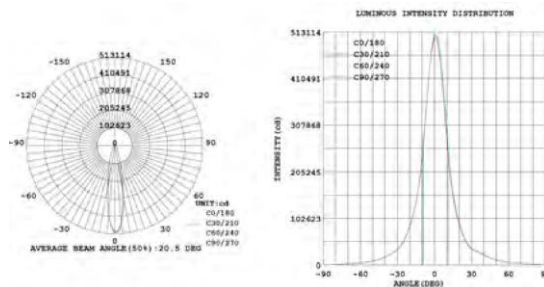 -150
150
-120
120
-90
90
-60
60
-30
0
30
513114
410491
307868
205245
102623
0
UNIT:cd
C0/180
C30/210
C60/240
C90/270
AVERAGE BEAM ANGLE(50%):20.5 DEG
LUMINOUS INTENSITY DISTRIBUTION
513114
410491
307868
205245
102623
0
INTENSITY(cd)
C0/180
C30/210
C60/240
C90/270
-90
-60
-30
0
30
60
ANGLE(DEG)